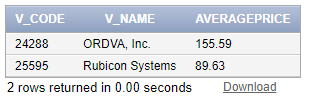 V_CODE V_NAME AVERAGEPRICE
24288 ORDVA, Inc. 155.59
25595 Rubicon Systems 89.63
2 rows returned in 0.00 seconds Download